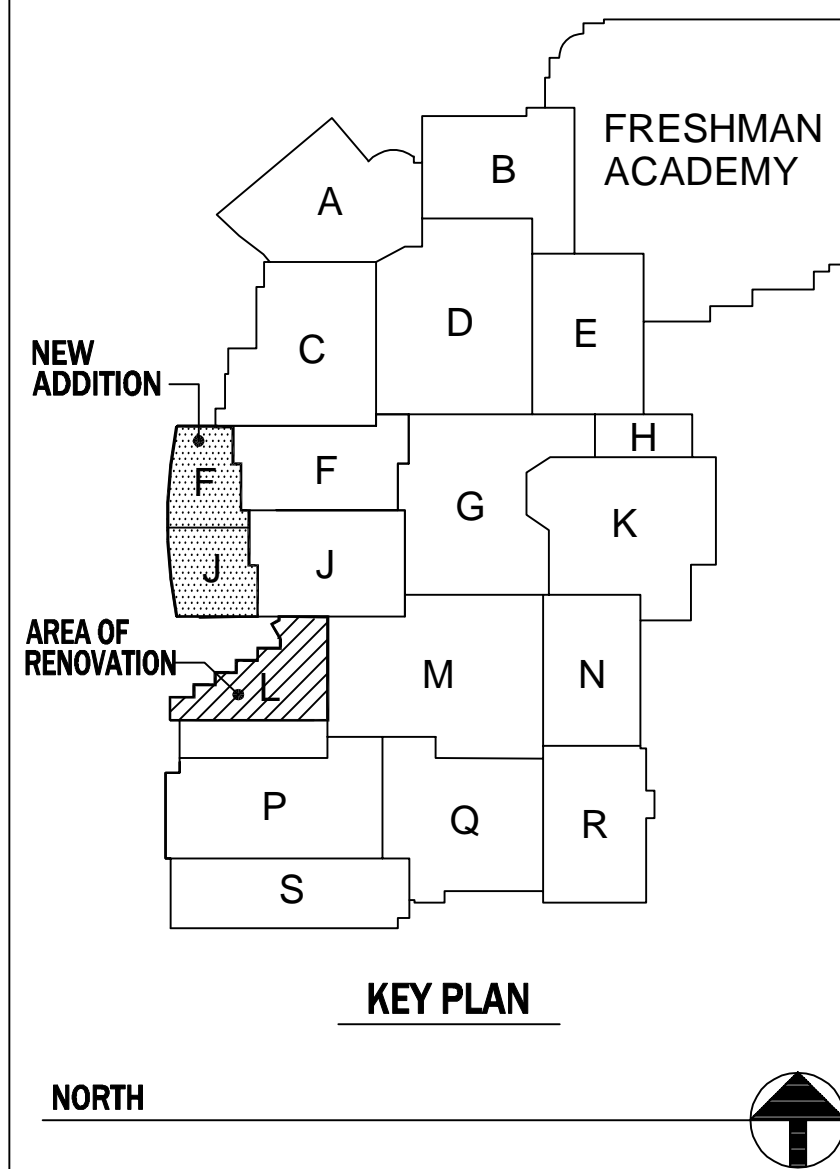 FRESHMAN
ACADEMY
B
A
D
E
C
NEW
ADDITION
H
F
F
G
K
J
J
AREA OF
RENOVATION
L
M
N
P
Q
R
S
KEY PLAN
NORTH